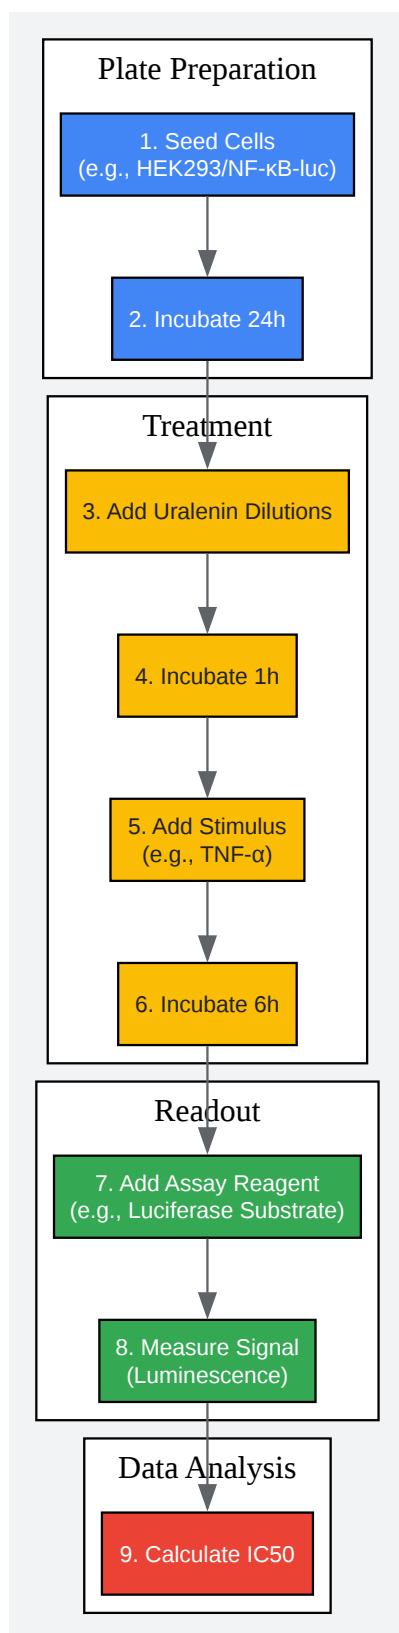 Plate Preparation
1. Seed Cells
(e.g., HEK293/NF-κB-luc)
2. Incubate 24h
Treatment
3. Add Uralenin Dilutions
4. Incubate 1h
5. Add Stimulus
(e.g., TNF-α)
6. Incubate 6h
Readout
7. Add Assay Reagent
(e.g., Luciferase Substrate)
8. Measure Signal
(Luminescence)
Data Analysis
9. Calculate IC50